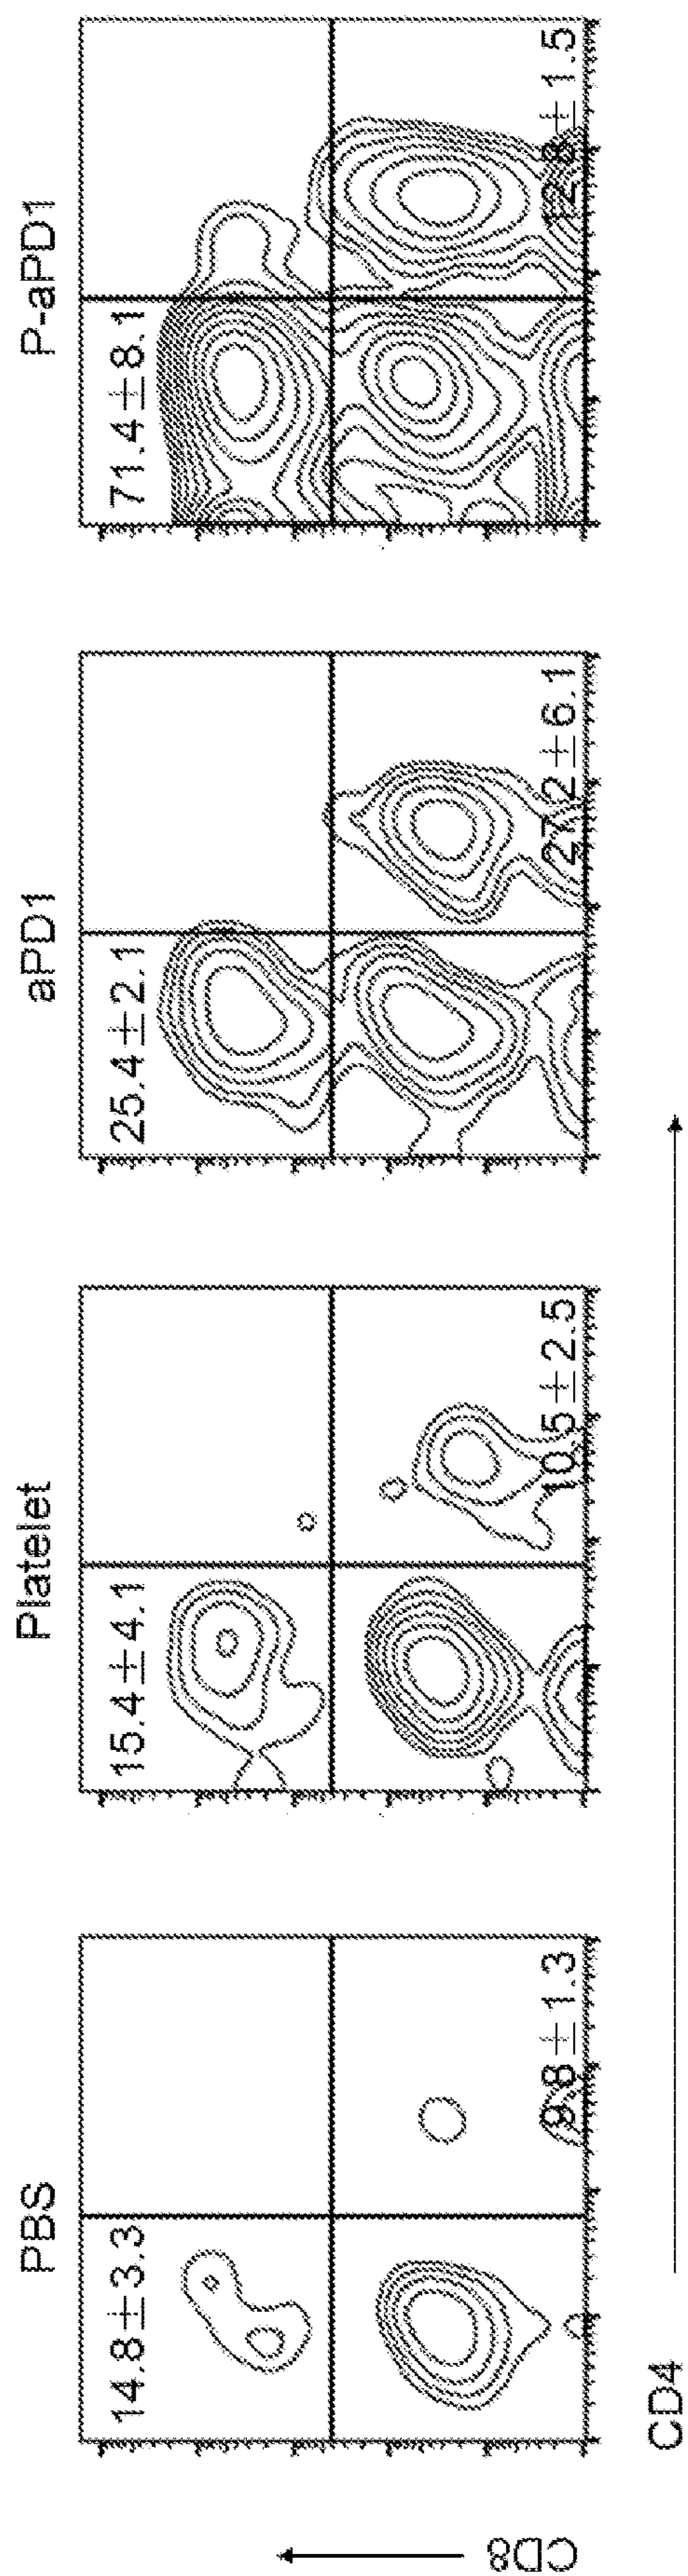 PBS
Platelet
aPD1
P-aPD1
14.8±3.3
15.4±4.1
25.4±2.1
71.4±8.1
9.8±1.3
10.5±2.5
27.2±6.1
12.8±1.5
CD8
CD4